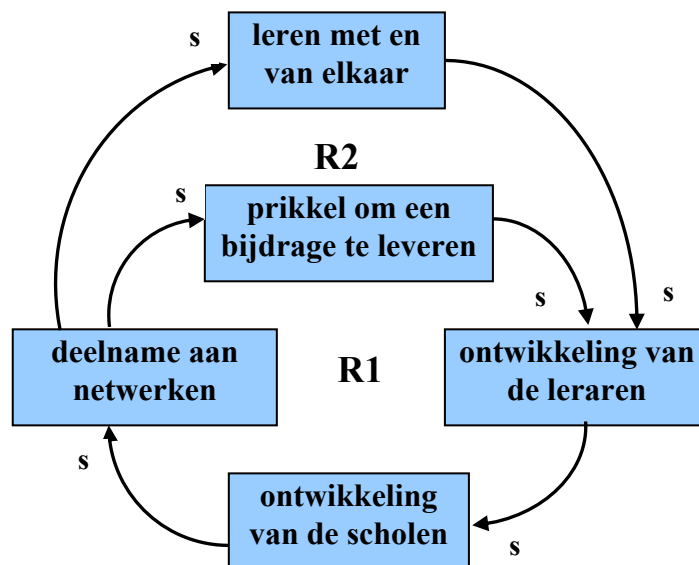 s
leren met en
van elkaar
R2
s
prikkel om een
bijdrage te leveren
s
s
deelname aan
netwerken
R1
ontwikkeling van
de leraren
s
ontwikkeling
van de scholen
s